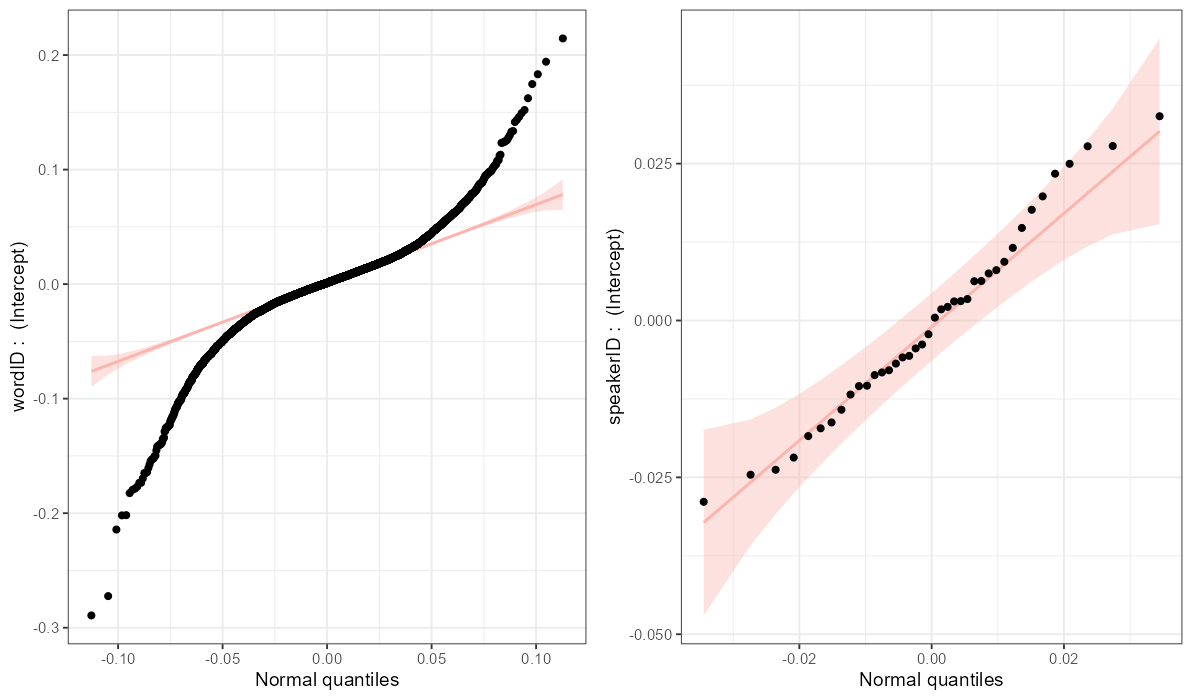 0.2
0.1
0.0
-0.1
-0.2
-0.3
wordID : (Intercept)
-0.10 -0.05 0.00 0.05 0.10
Normal quantiles
0.025
0.000
-0.025
-0.050
speakerID : (Intercept)
-0.02 0.00 0.02
Normal quantiles